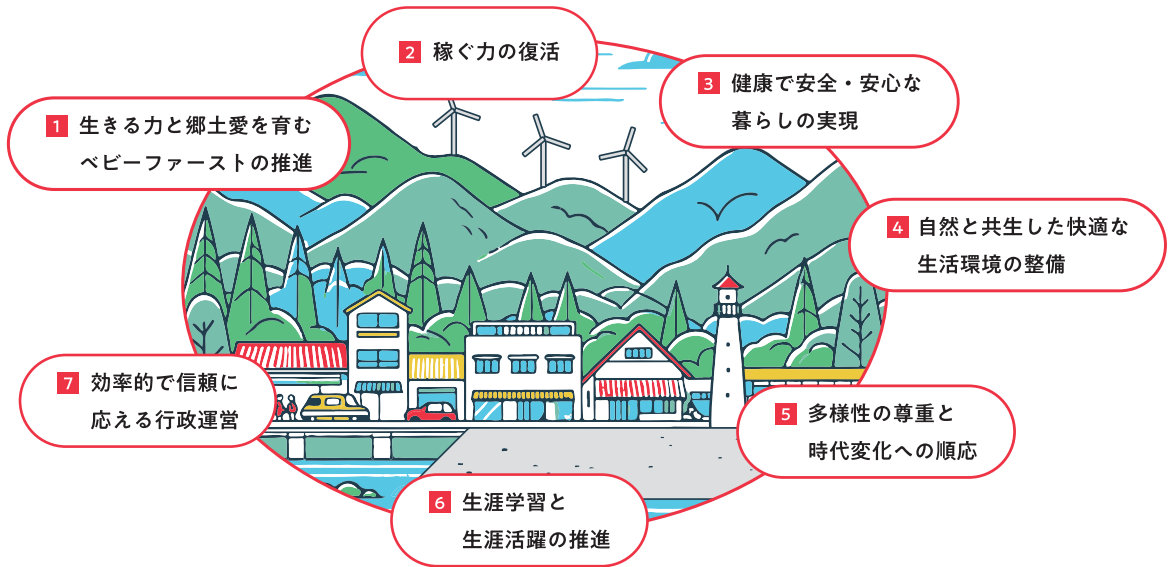 1 生きる力と郷土愛を育む
ベビーファーストの推進
2 稼ぐ力の復活
3 健康で安全・安心な
暮らしの実現
4 自然と共生した快適な
生活環境の整備
5 多様性の尊重と
時代変化への順応
6 生涯学習と
生涯活躍の推進
7 効率的で信頼に
応える行政運営